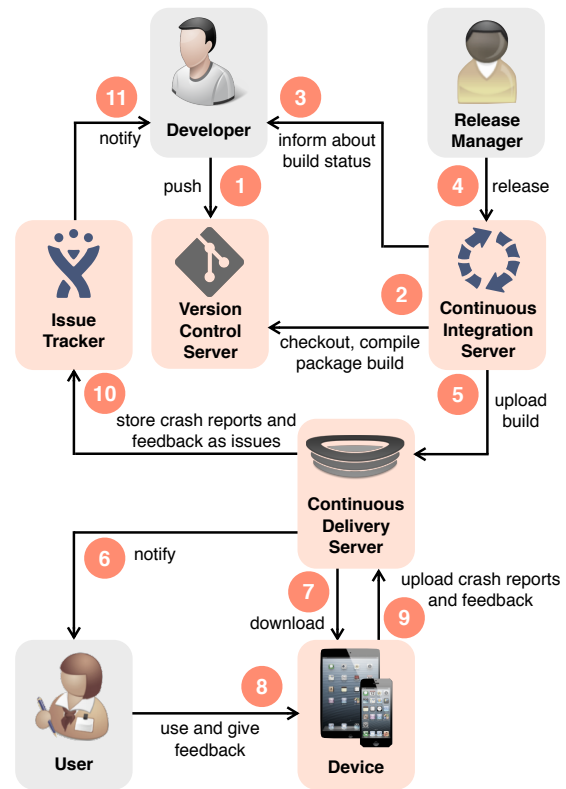 11
notify
Developer
3
inform about
build status
Release
Manager
push
1
4
release
Issue
Tracker
Version
Control
Server
2
checkout, compile
package build
Continuous
Integration
Server
10
store crash reports and
feedback as issues
5
upload
build
Continuous
Delivery
Server
6
notify
7
download
upload crash reports
and feedback
9
User
8
use and give
feedback
Device